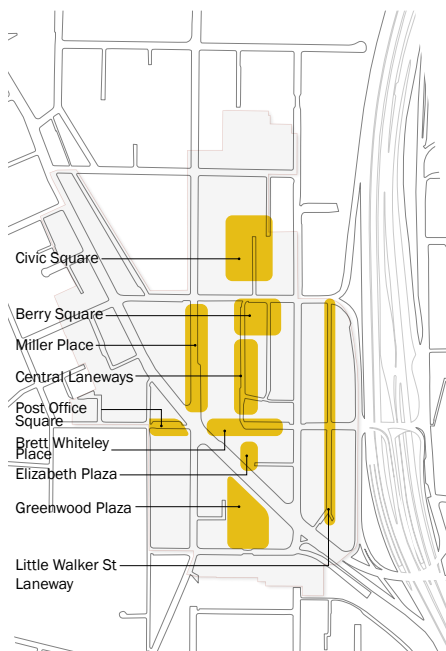 Civic Square
Berry Square
Miller Place
Central Laneways
Post Office
Square
Brett Whiteley
Place
Elizabeth Plaza
Greenwood Plaza
Little Walker St
Laneway